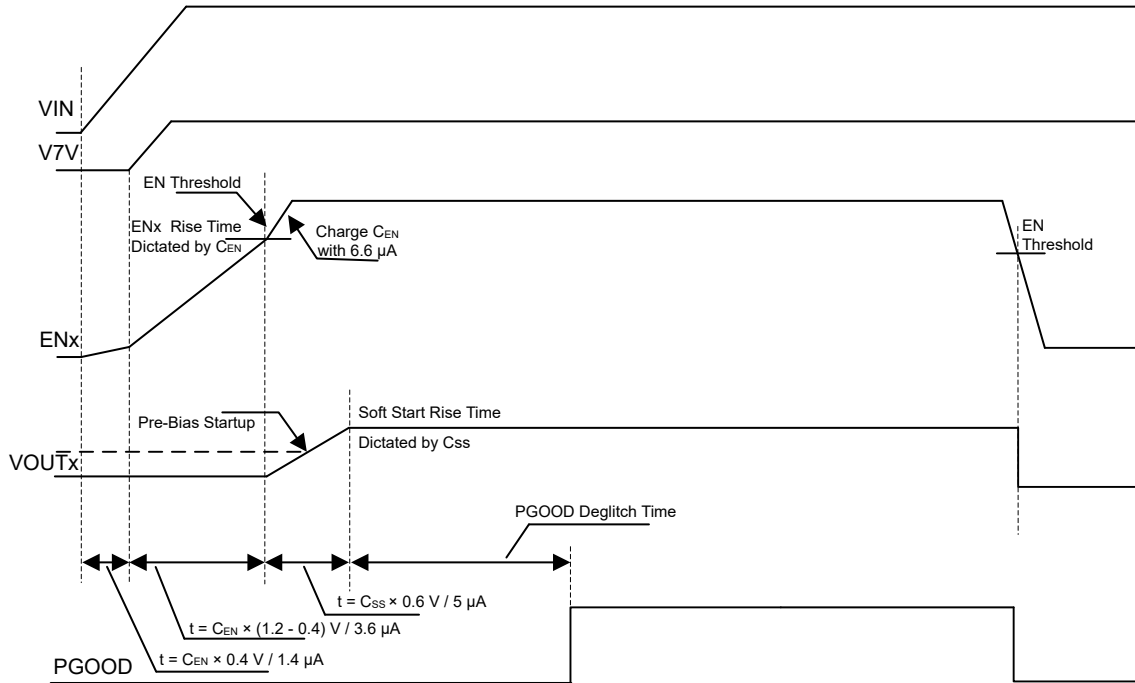 VIN
V7V
EN Threshold
ENx Rise Time
Dictated by CEN
Charge CEN
with 6.6 µA
EN
Threshold
ENx
Pre-Bias Startup
Soft Start Rise Time
Dictated by Css
VOUTx
PGOOD Deglitch Time
t = CSS × 0.6 V / 5 µA
t = CEN × (1.2 - 0.4) V / 3.6 µA
t = CEN × 0.4 V / 1.4 µA
PGOOD